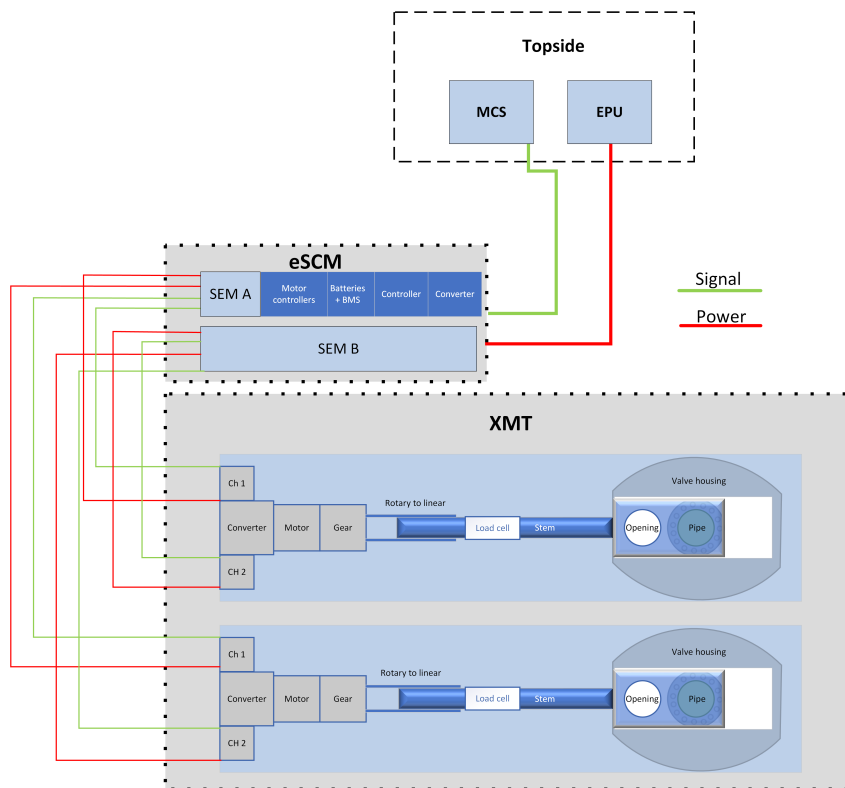 Topside
MCS
EPU
eSCM
SEM A
Motor
controllers
Batteries
+ BMS
Controller
Converter
SEM B
Signal
Power
XMT
Ch 1
Converter
Motor
Gear
CH 2
Rotary to linear
Load cell
Stem
Valve housing
Opening
Pipe
Ch 1
Converter
Motor
Gear
CH 2
Rotary to linear
Load cell
Stem
Valve housing
Opening
Pipe